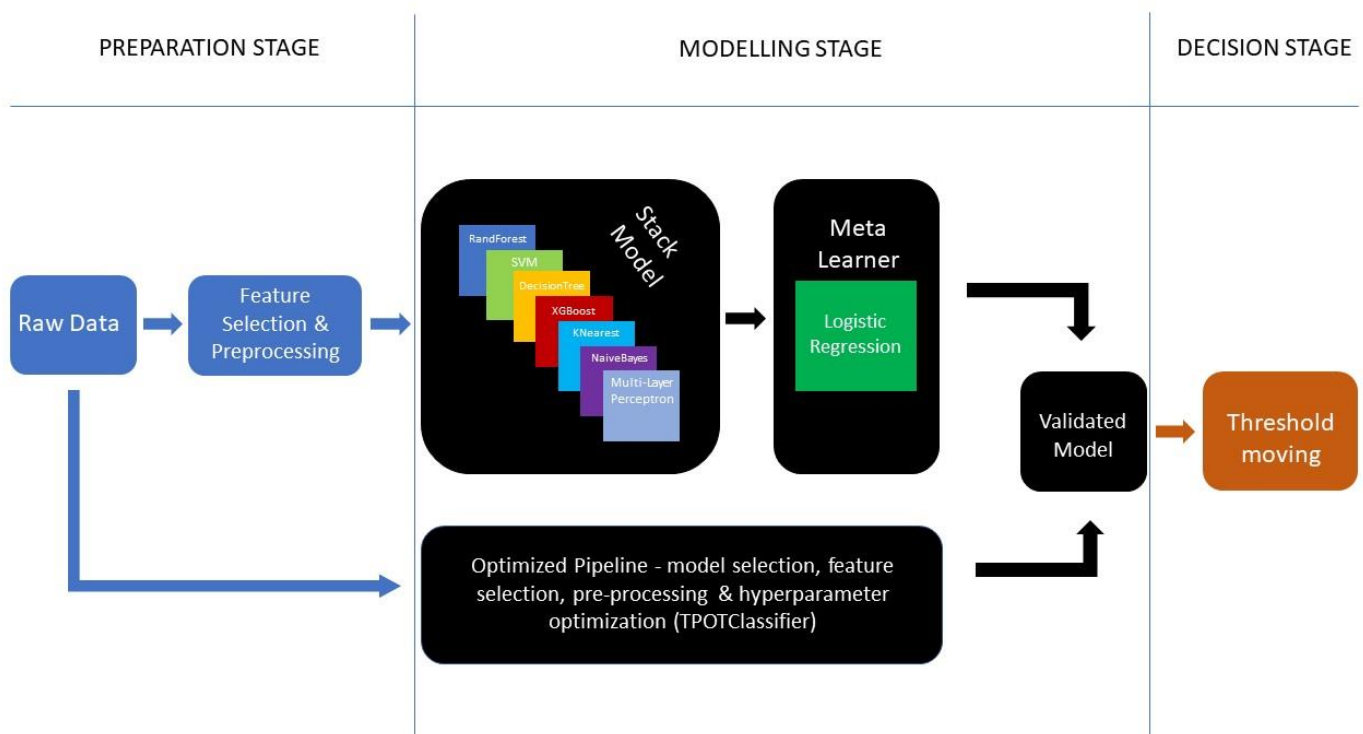 PREPARATION STAGE
MODELLING STAGE
DECISION STAGE
Raw Data
Feature
Selection &
Preprocessing
Stack
Model
RandForest
SVM
DecisionTree
XGBoost
KNearest
NaiveBayes
Multi-Layer
Perceptron
Meta
Learner
Logistic
Regression
Validated
Model
Threshold
moving
Optimized Pipeline - model selection, feature
selection, pre-processing & hyperparameter
optimization (TPOTClassifier)